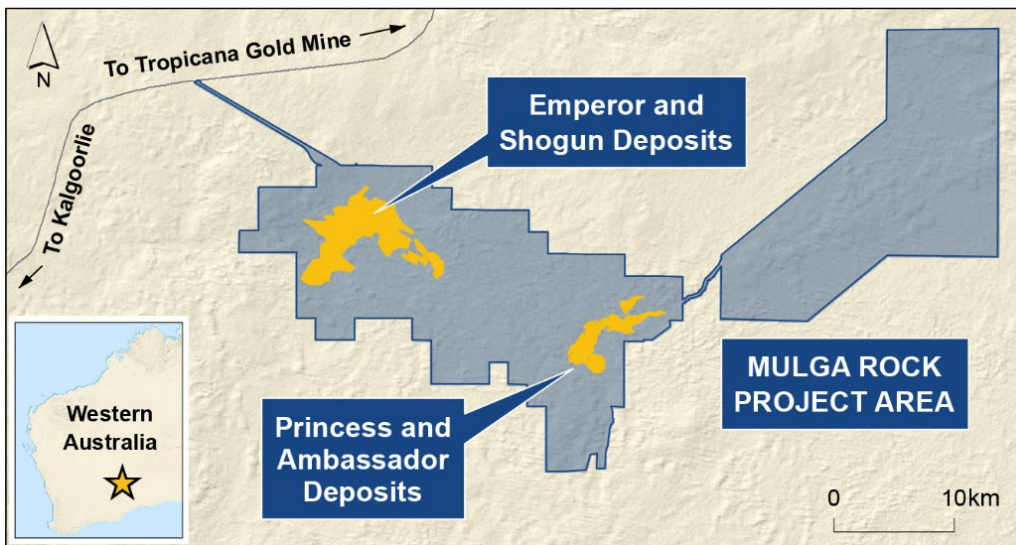 To Tropicana Gold Mine
N
To Kalgoorlie
Emperor and
Shogun Deposits
Western
Australia
Princess and
Ambassador
Deposits
MULGA ROCK
PROJECT AREA
0 10km